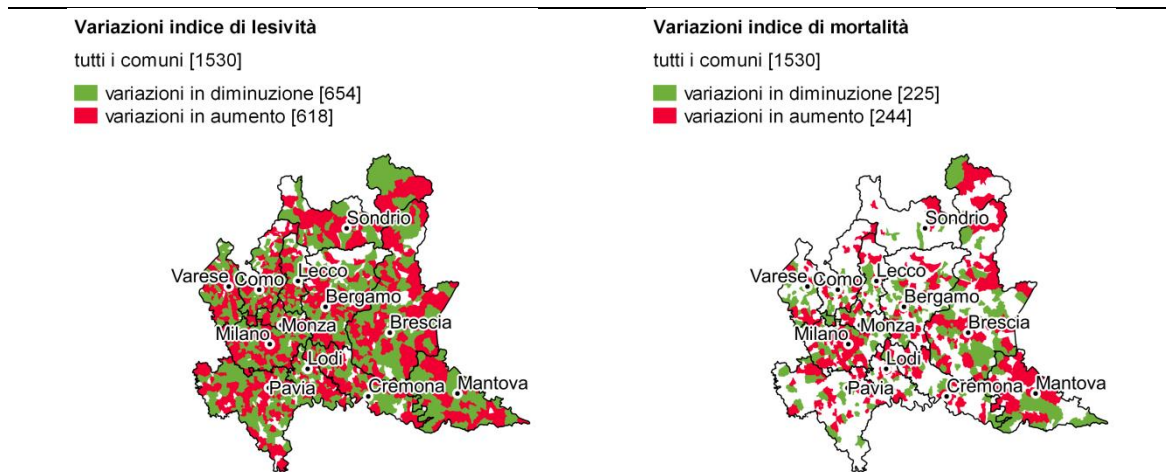 Variazioni indice di lesività
tutti i comuni [1530]
variazioni in diminuzione [654]
variazioni in aumento [618]
Sondrio
Varese
Como
Lecco
Bergamo
Monza
Milano
Brescia
Lodi
Pavia
Cremona
Mantova
Variazioni indice di mortalità
tutti i comuni [1530]
variazioni in diminuzione [225]
variazioni in aumento [244]
Sondrio
Varese
Como
Lecco
Bergamo
Monza
Milano
Brescia
Lodi
Pavia
Cremona
Mantova